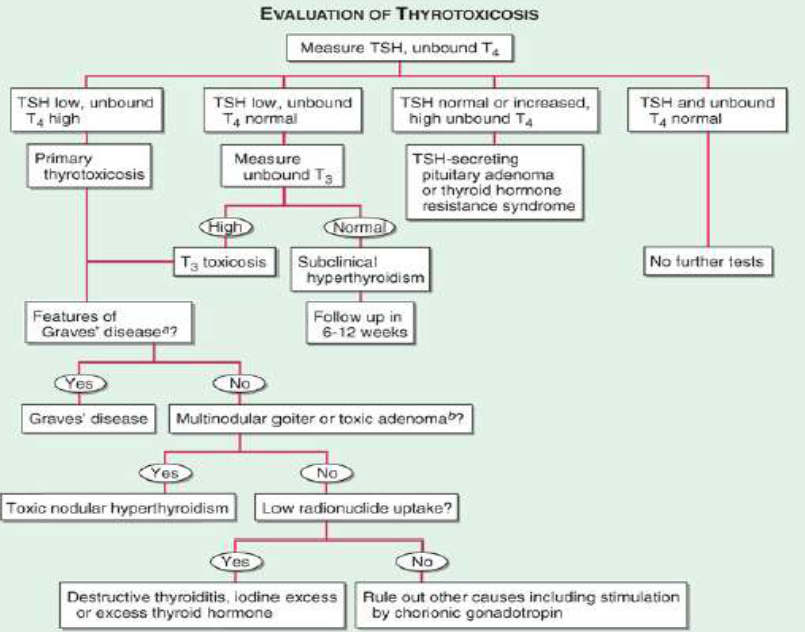 EVALUATION OF THYROTOXICOSIS
Measure TSH, unbound T4
TSH low, unbound
T4 high
TSH low, unbound
T4 normal
TSH normal or increased,
high unbound T4
TSH and unbound
T4 normal
Primary
thyrotoxicosis
Measure
unbound T3
TSH-secreting
pituitary adenoma
or thyroid hormone
resistance syndrome
High
Normal
T3 toxicosis
Subclinical
hyperthyroidism
No further tests
Features of
Graves' diseasea?
Follow up in
6-12 weeks
Yes
No
Graves' disease
Multinodular goiter or toxic adenomab?
Yes
No
Toxic nodular hyperthyroidism
Low radionuclide uptake?
Yes
No
Destructive thyroiditis, iodine excess
or excess thyroid hormone
Rule out other causes including stimulation
by chorionic gonadotropin